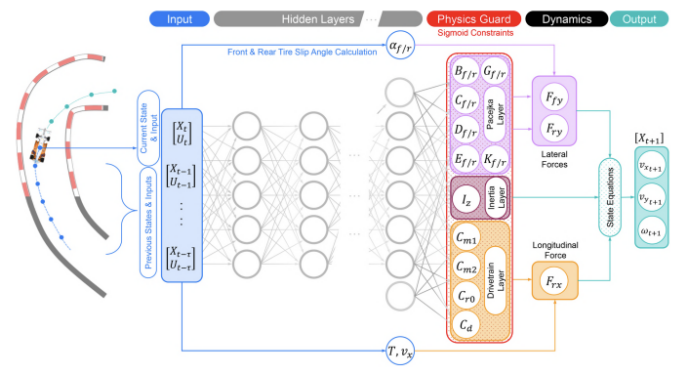 Input
Hidden Layers
...
Physics Guard
Dynamics
Output
Sigmoid Constraints
Front & Rear Tire Slip Angle Calculation
α_{f/r}
Current State
& Input
Previous States & Inputs
[X_t
U_t]
[X_{t-1}
U_{t-1}]
⋮
[X_{t-τ}
U_{t-τ}]
...
B_{f/r} G_{f/r}
C_{f/r}
D_{f/r}
E_{f/r} K_{f/r}
Pacejka
Layer
I_z
Inertia
Layer
C_{m1}
C_{m2}
C_{r0}
C_d
Drivetrain
Layer
F_{fy}
F_{ry}
Lateral
Forces
Longitudinal
Force
F_{rx}
State Equations
[X_{t+1}]
v_{x_{t+1}}
v_{y_{t+1}}
ω_{t+1}
T, v_x